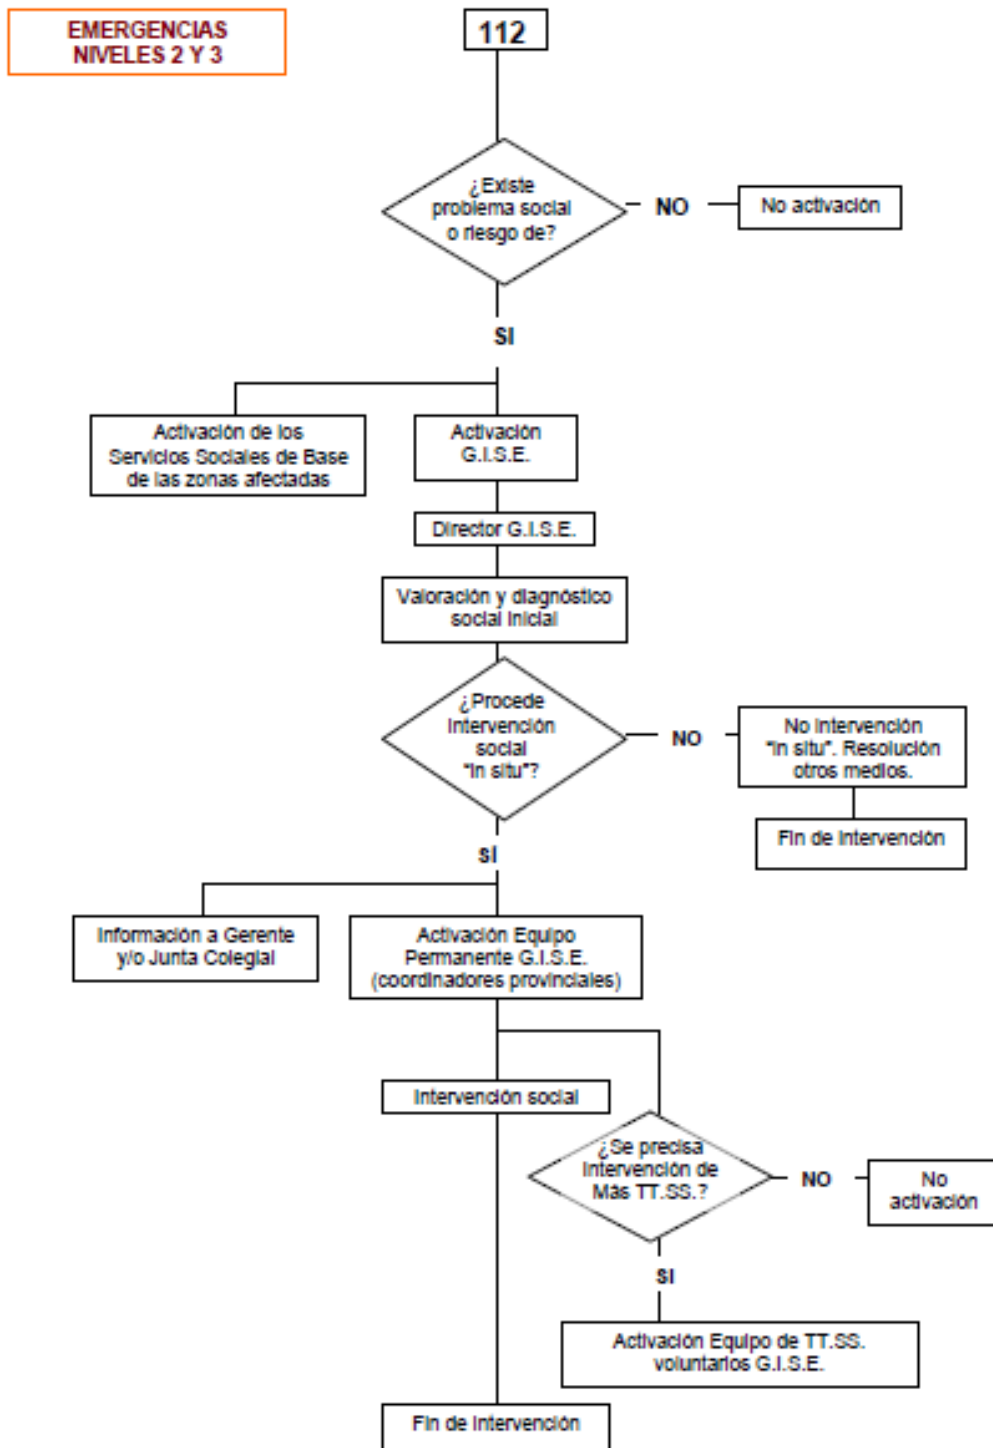 EMERGENCIAS
NIVELES 2 Y 3
112
¿Existe
problema social
o riesgo de?
NO
No activación
SI
Activación de los
Servicios Sociales de Base
de las zonas afectadas
Activación
G.I.S.E.
Director G.I.S.E.
Valoración y diagnóstico
social inicial
¿Procede
Intervención
social
"in situ"?
NO
No intervención
"in situ". Resolución
otros medios.
Fin de intervención
SÍ
Información a Gerente
y/o Junta Colegial
Activación Equipo
Permanente G.I.S.E.
(coordinadores provinciales)
Intervención social
¿Se precisa
Intervención de
Más TT.SS.?
NO
No
activación
SI
Activación Equipo de TT.SS.
voluntarios G.I.S.E.
Fin de intervención